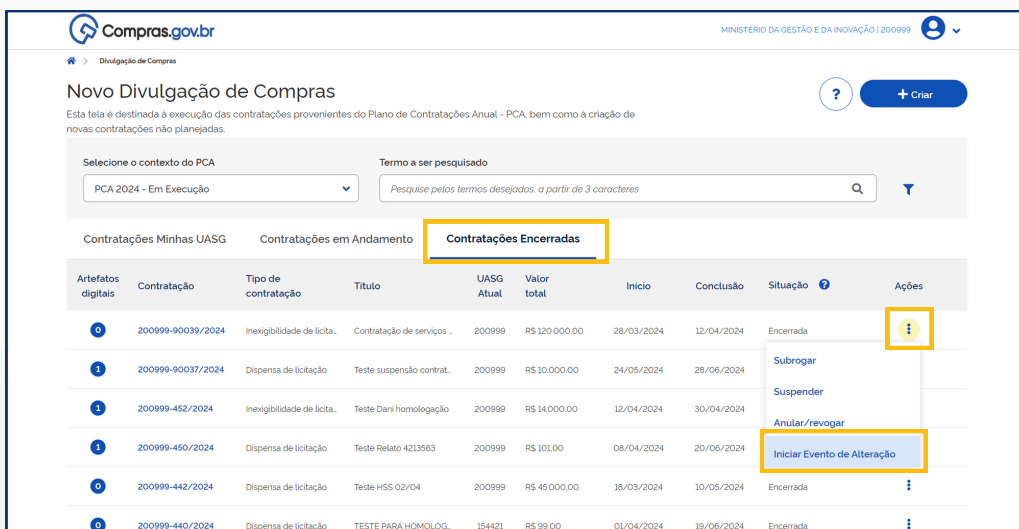 Compras.gov.br
MINISTÉRIO DA GESTÃO E DA INOVAÇÃO | 200999
> Divulgação de Compras
Novo Divulgação de Compras
?
+ Criar
Esta tela é destinada à execução das contratações provenientes do Plano de Contratações Anual - PCA, bem como à criação de
novas contratações não planejadas.
Selecione o contexto do PCA
Termo a ser pesquisado
PCA 2024 - Em Execução
Pesquise pelos termos desejados, a partir de 3 caracteres
Contratações Minhas UASG Contratações em Andamento Contratações Encerradas
Artefatos digitais Contratação Tipo de contratação Título UASG Atual Valor total Início Conclusão Situação ? Ações
0 200999-90039/2024 Inexigibilidade de licita... Contratação de serviços ... 200999 R$ 120.000,00 28/03/2024 12/04/2024 Encerrada
1 200999-90037/2024 Dispensa de licitação Teste suspensão contrat... 200999 R$ 10.000,00 24/05/2024 28/06/2024
1 200999-452/2024 Inexigibilidade de licita... Teste Dani homologação 200999 R$ 14.000,00 12/04/2024 30/04/2024
1 200999-450/2024 Dispensa de licitação Teste Relato 4213563 200999 R$ 101,00 08/04/2024 20/06/2024
0 200999-442/2024 Dispensa de licitação Teste HSS 02/04 200999 R$ 45.000,00 18/03/2024 10/05/2024 Encerrada
0 200999-440/2024 Dispensa de licitação TESTE PARA HOMOLOG... 154421 R$ 99,00 01/04/2024 19/06/2024 Encerrada
Subrogar
Suspender
Anular/revogar
Iniciar Evento de Alteração